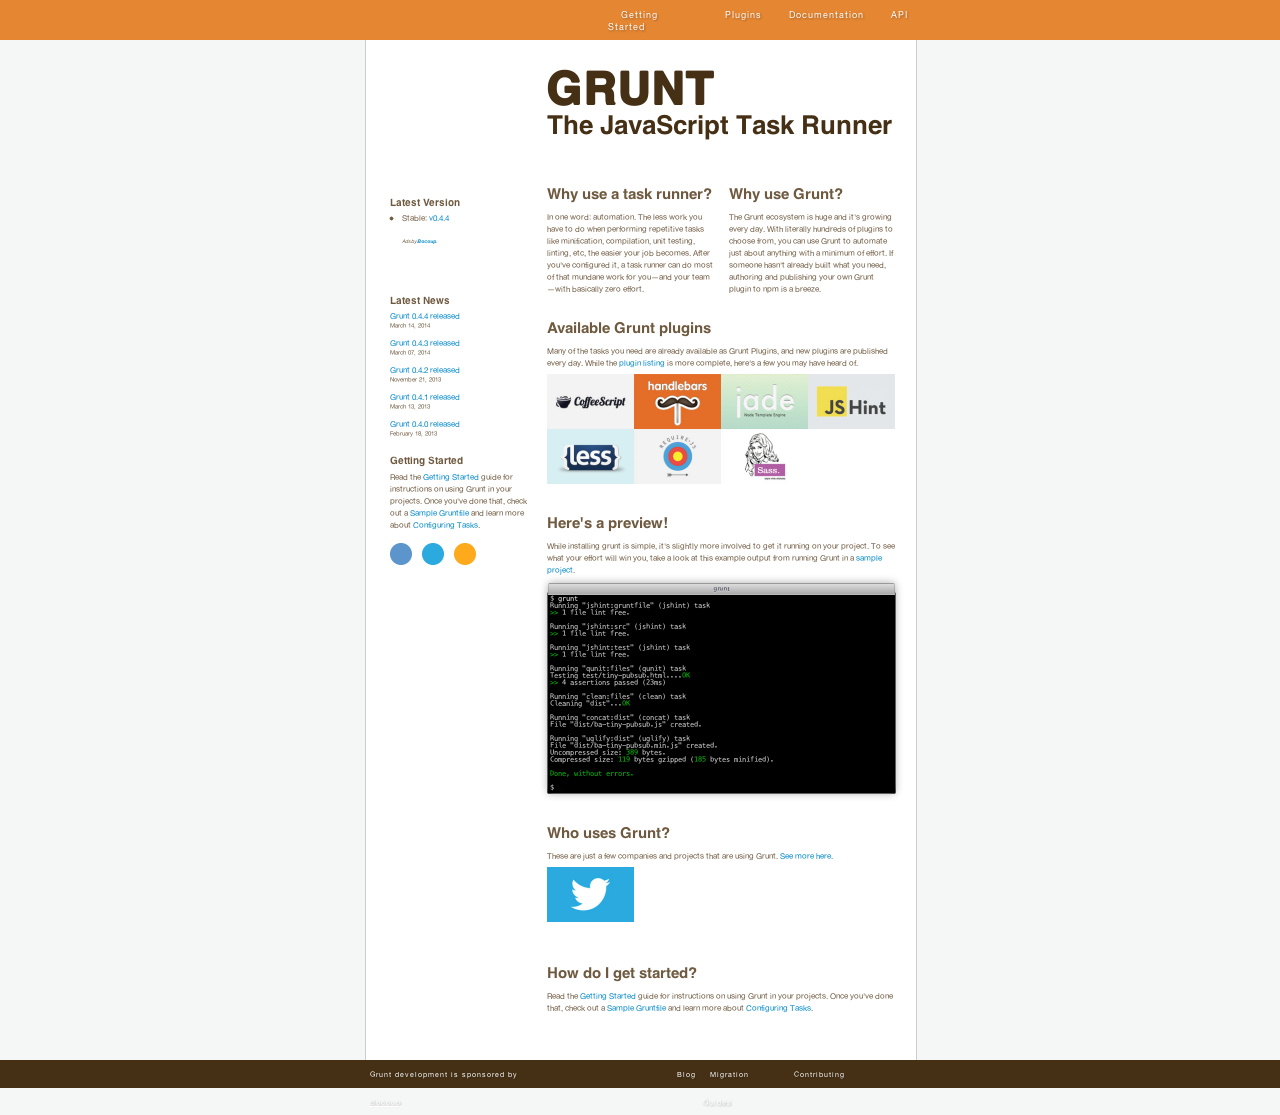 Getting
Started
Plugins
Documentation
API
GRUNT
The JavaScript Task Runner
Latest Version
Stable: v0.4.4
Ads by Bocoup.
Latest News
Grunt 0.4.4 released
March 14, 2014
Grunt 0.4.3 released
March 07, 2014
Grunt 0.4.2 released
November 21, 2013
Grunt 0.4.1 released
March 13, 2013
Grunt 0.4.0 released
February 18, 2013
Getting Started
Read the Getting Started guide for
instructions on using Grunt in your
projects. Once you've done that, check
out a Sample Gruntfile and learn more
about Configuring Tasks.
Why use a task runner?
In one word: automation. The less work you
have to do when performing repetitive tasks
like minification, compilation, unit testing,
linting, etc, the easier your job becomes. After
you've configured it, a task runner can do most
of that mundane work for you—and your team
—with basically zero effort.
Why use Grunt?
The Grunt ecosystem is huge and it's growing
every day. With literally hundreds of plugins to
choose from, you can use Grunt to automate
just about anything with a minimum of effort. If
someone hasn't already built what you need,
authoring and publishing your own Grunt
plugin to npm is a breeze.
Available Grunt plugins
Many of the tasks you need are already available as Grunt Plugins, and new plugins are published
every day. While the plugin listing is more complete, here's a few you may have heard of.
CoffeeScript
handlebars
jade
Node Template Engine
JS Hint
{less}
REQUIRE-JS
Sass.
Here's a preview!
While installing grunt is simple, it's slightly more involved to get it running on your project. To see
what your effort will win you, take a look at this example output from running Grunt in a sample
project.
grunt
$ grunt
Running "jshint:gruntfile" (jshint) task
>> 1 file lint free.
Running "jshint:src" (jshint) task
>> 1 file lint free.
Running "jshint:test" (jshint) task
>> 1 file lint free.
Running "qunit:files" (qunit) task
Testing test/tiny-pubsub.html....OK
>> 4 assertions passed (23ms)
Running "clean:files" (clean) task
Cleaning "dist"...OK
Running "concat:dist" (concat) task
File "dist/ba-tiny-pubsub.js" created.
Running "uglify:dist" (uglify) task
File "dist/ba-tiny-pubsub.min.js" created.
Uncompressed size: 389 bytes.
Compressed size: 119 bytes gzipped (185 bytes minified).
Done, without errors.
$
Who uses Grunt?
These are just a few companies and projects that are using Grunt. See more here.
How do I get started?
Read the Getting Started guide for instructions on using Grunt in your projects. Once you've done
that, check out a Sample Gruntfile and learn more about Configuring Tasks.
Grunt development is sponsored by
Blog
Migration
Contributing
Guides